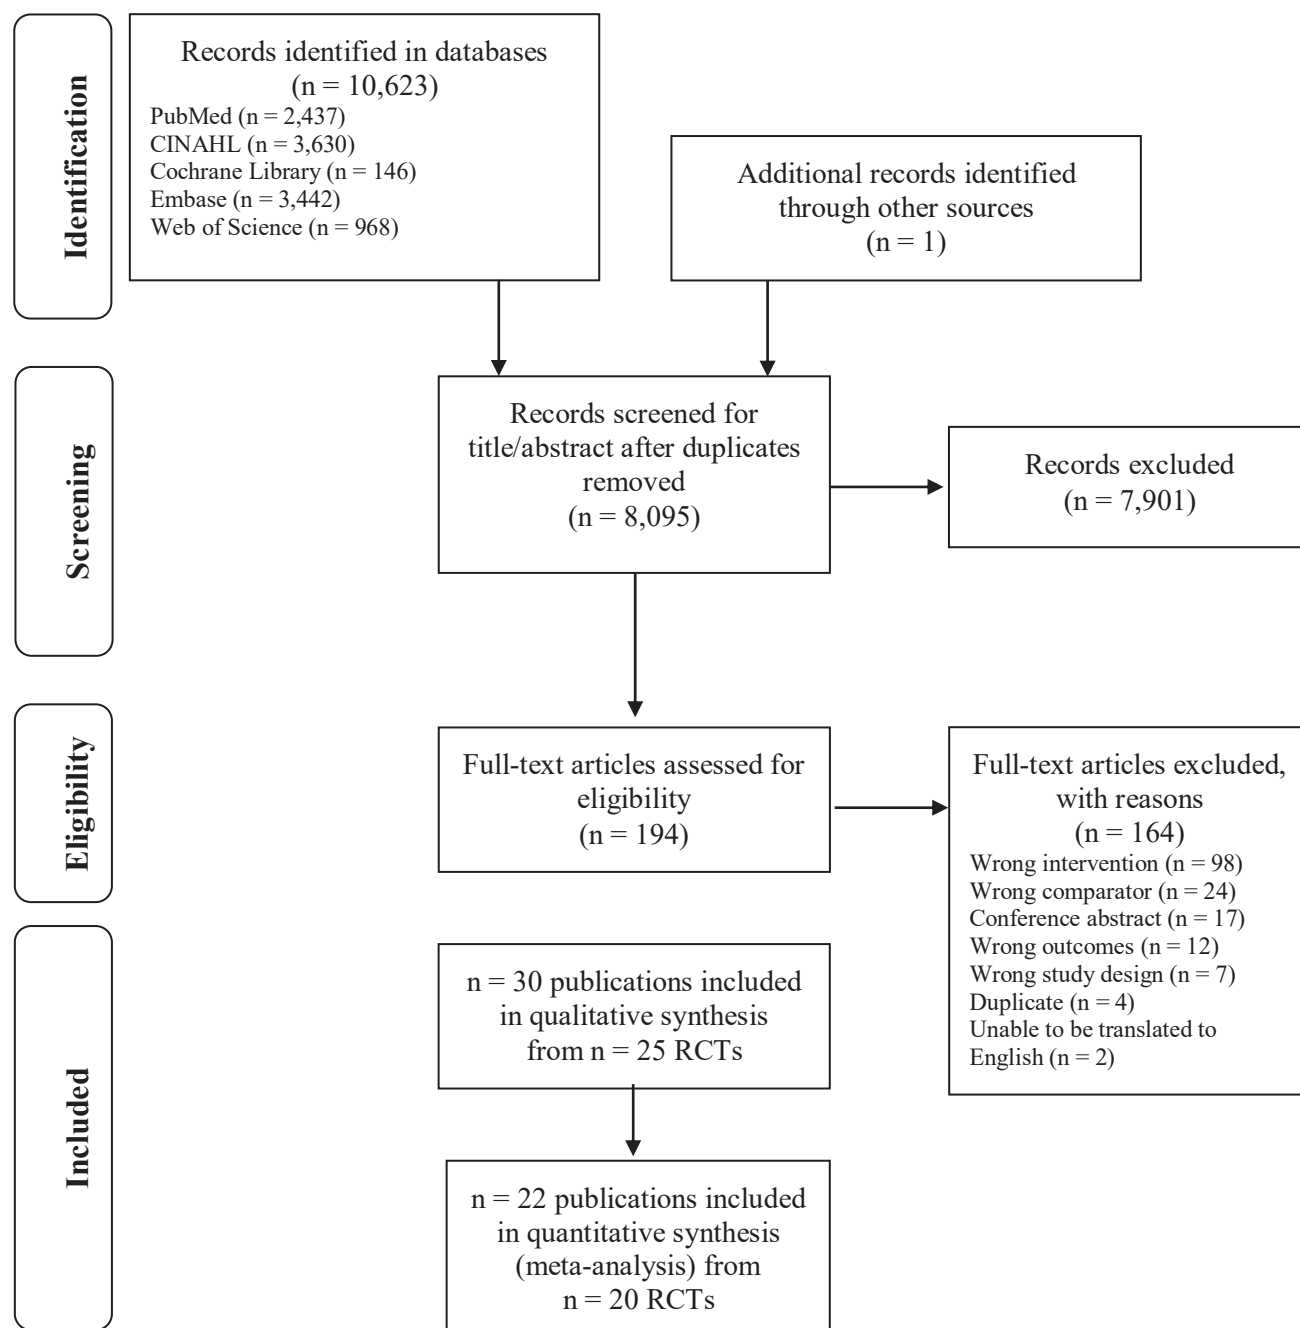 Identification
Records identified in databases
(n = 10,623)
PubMed (n = 2,437)
CINAHL (n = 3,630)
Cochrane Library (n = 146)
Embase (n = 3,442)
Web of Science (n = 968)
Additional records identified
through other sources
(n = 1)
Screening
Records screened for
title/abstract after duplicates
removed
(n = 8,095)
Records excluded
(n = 7,901)
Eligibility
Full-text articles assessed for
eligibility
(n = 194)
Full-text articles excluded,
with reasons
(n = 164)
Wrong intervention (n = 98)
Wrong comparator (n = 24)
Conference abstract (n = 17)
Wrong outcomes (n = 12)
Wrong study design (n = 7)
Duplicate (n = 4)
Unable to be translated to
English (n = 2)
Included
n = 30 publications included
in qualitative synthesis
from n = 25 RCTs
n = 22 publications included
in quantitative synthesis
(meta-analysis) from
n = 20 RCTs